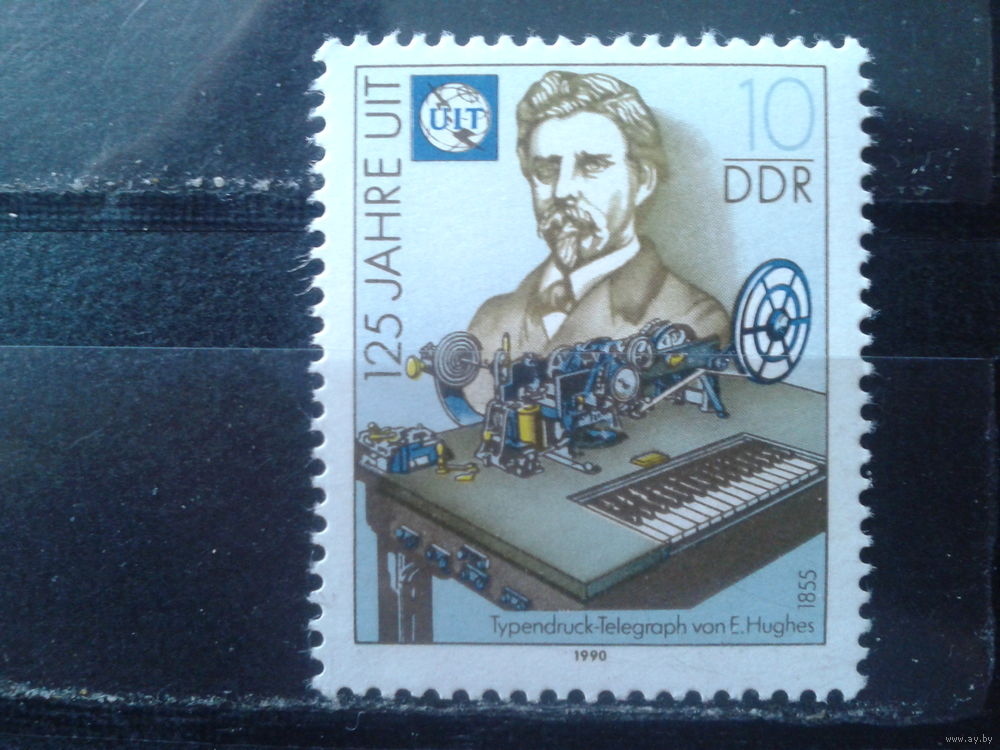 125 JAHRE UIT
UIT
10
DDR
1855
Typendruck-Telegraph von E. Hughes
1990
www.ay.by